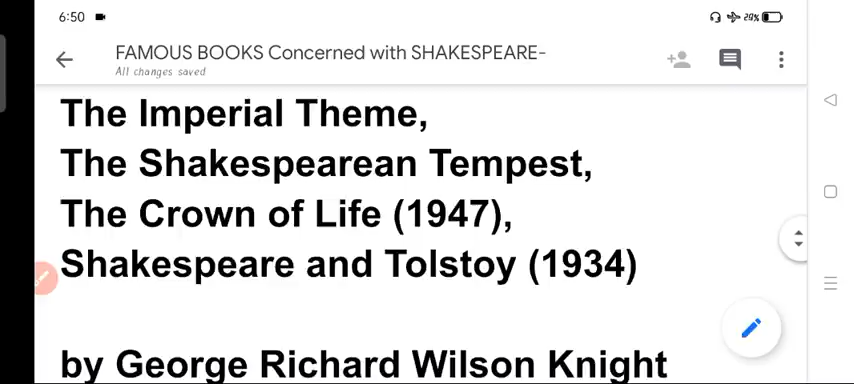 6:50 29%
FAMOUS BOOKS Concerned with SHAKESPEARE-
All changes saved
The Imperial Theme,
The Shakespearean Tempest,
The Crown of Life (1947),
Shakespeare and Tolstoy (1934)
by George Richard Wilson Knight